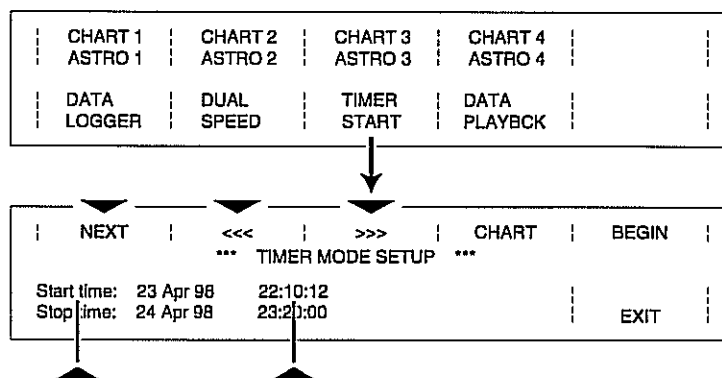 CHART 1 CHART 2 CHART 3 CHART 4
ASTRO 1 ASTRO 2 ASTRO 3 ASTRO 4
DATA DUAL TIMER DATA
LOGGER SPEED START PLAYBCK
NEXT <<< >>> CHART BEGIN
*** TIMER MODE SETUP ***
Start time: 23 Apr 98 22:10:12
Stop time: 24 Apr 98 23:20:00
EXIT